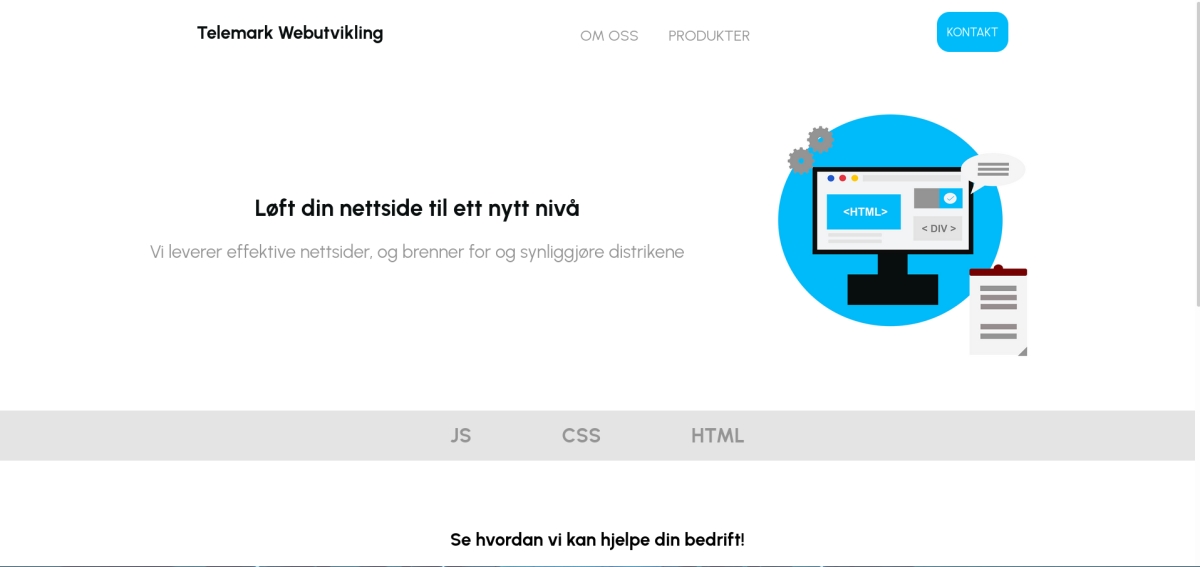 Telemark Webutvikling
OM OSS
PRODUKTER
KONTAKT
<HTML>
< DIV >
Løft din nettside til ett nytt nivå
Vi leverer effektive nettsider, og brenner for og synliggjøre distrikene
JS
CSS
HTML
Se hvordan vi kan hjelpe din bedrift!